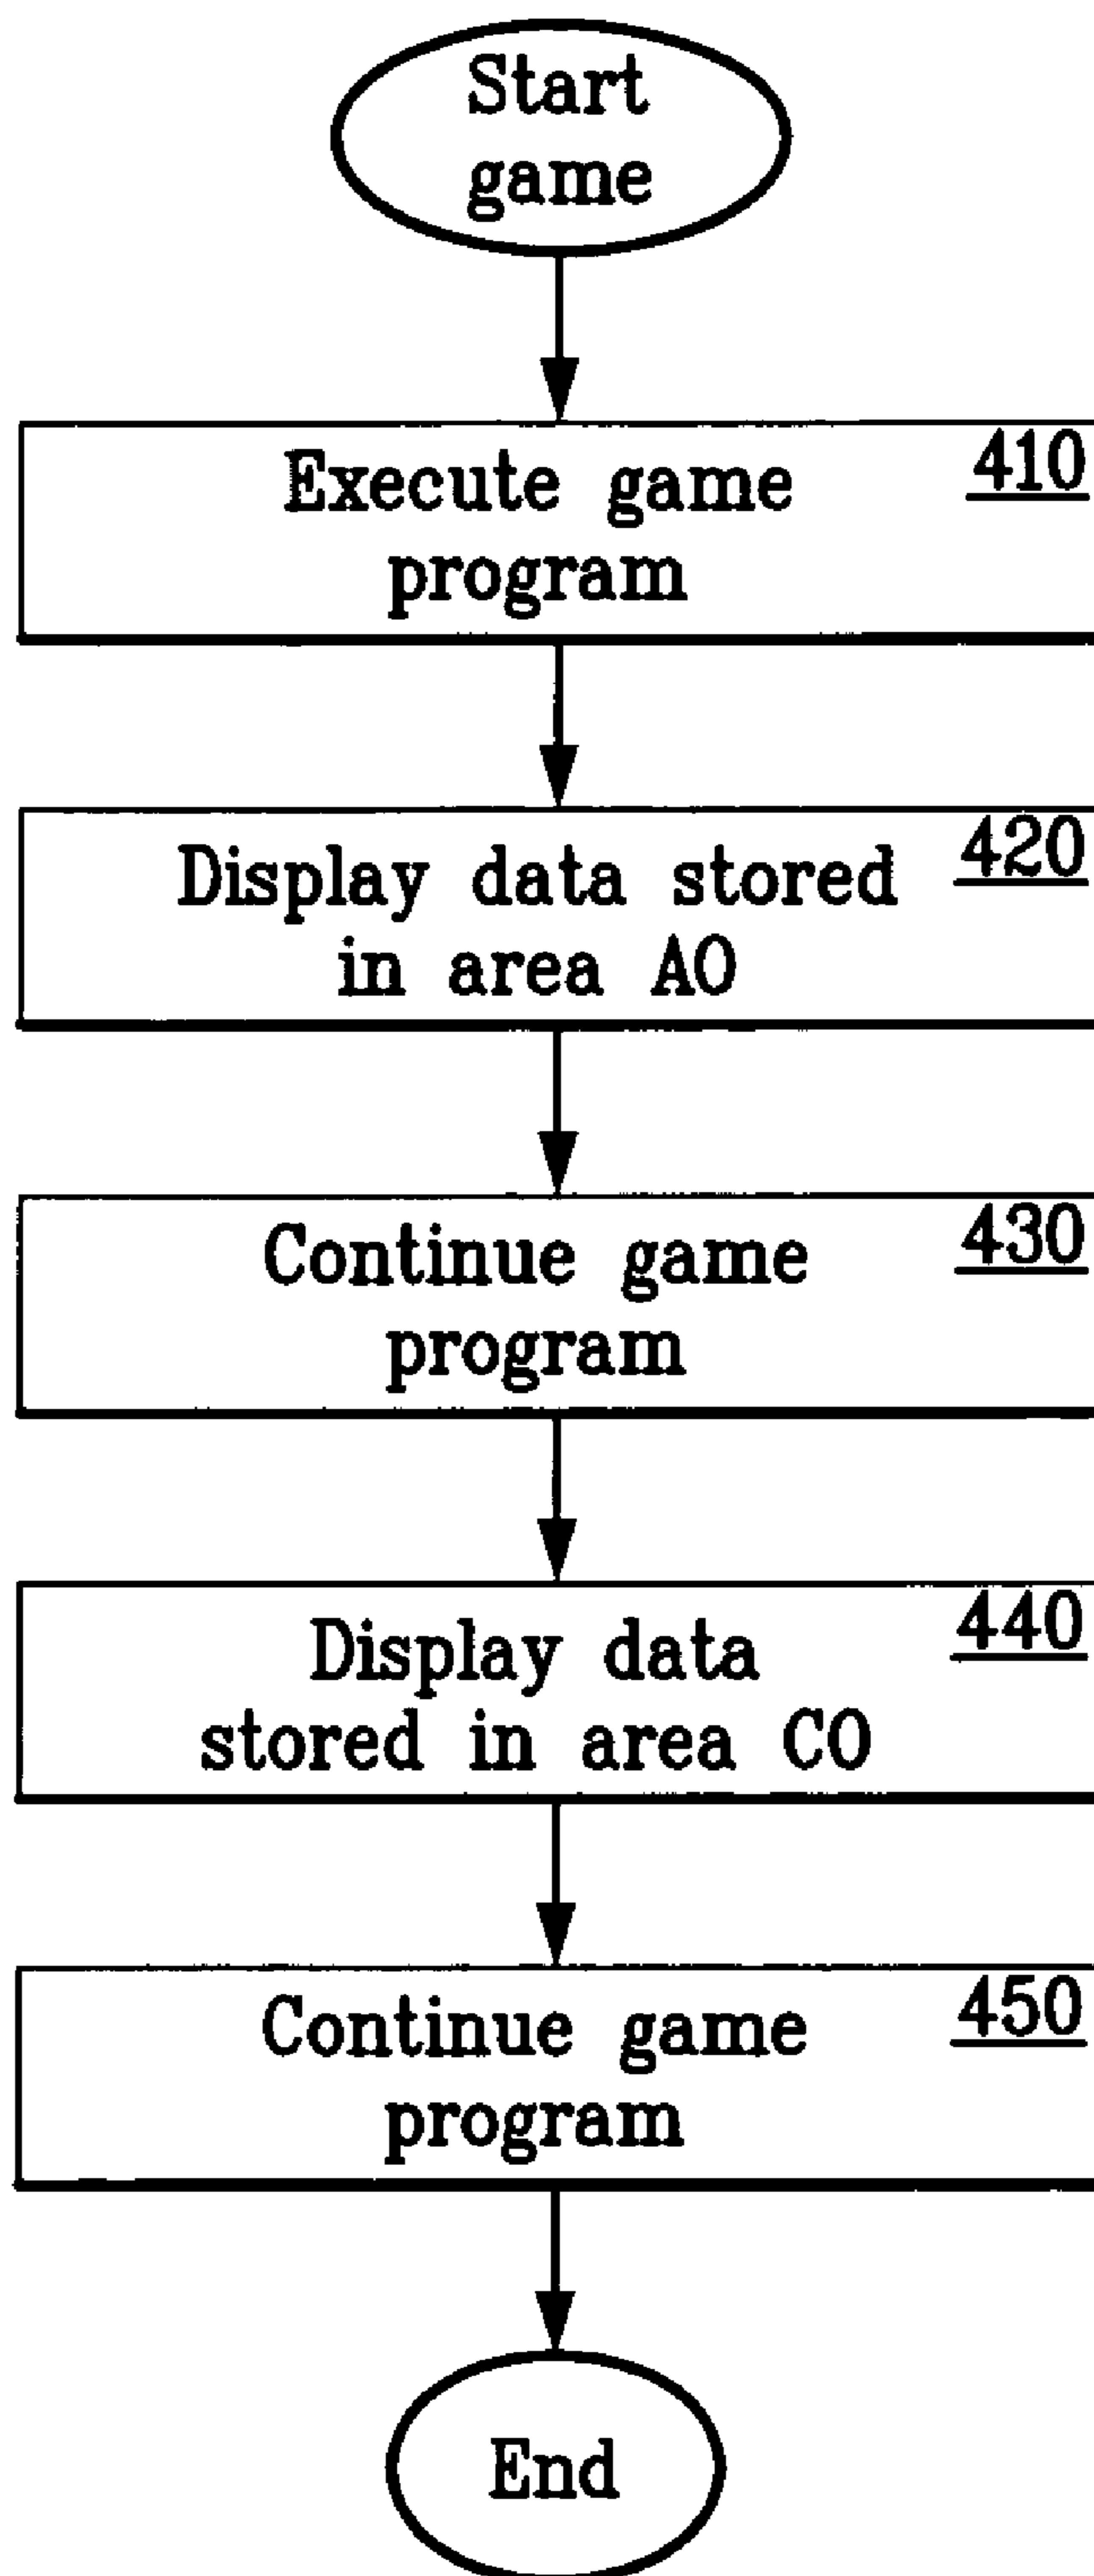 Start
game
410
Execute game
program
420
Display data stored
in area A0
430
Continue game
program
440
Display data
stored in area C0
450
Continue game
program
End